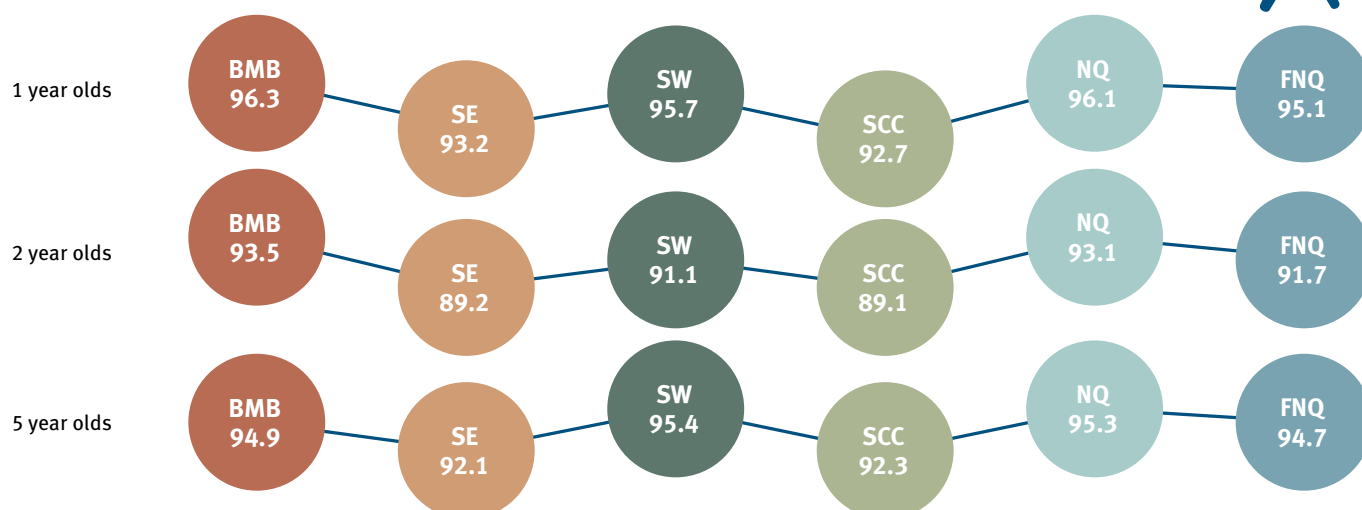 1 year olds
BMB
96.3
SE
93.2
SW
95.7
SCC
92.7
NQ
96.1
FNQ
95.1
2 year olds
BMB
93.5
SE
89.2
SW
91.1
SCC
89.1
NQ
93.1
FNQ
91.7
5 year olds
BMB
94.9
SE
92.1
SW
95.4
SCC
92.3
NQ
95.3
FNQ
94.7